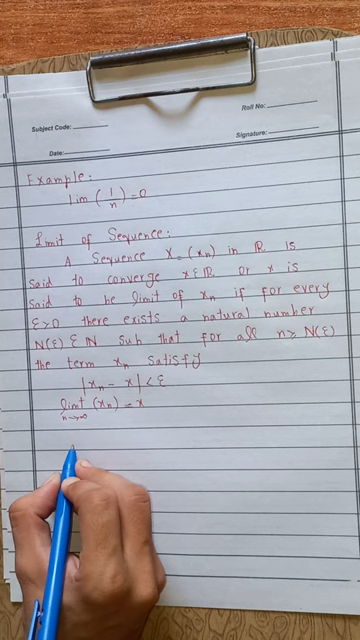 Roll No:
Subject Code:
Signature:
Date:
Example:
lim (1/n) = 0
Limit of Sequence:
A Sequence X = (xn) in ℝ is
said to converge x ∈ ℝ or x is
said to be limit of xn if for every
ε>0 there exists a natural number
N(ε) ∈ ℕ Suh that for all n ≥ N(ε)
the term xn satisfy
|xn - x| < ε
limt n→∞ (xn) = x